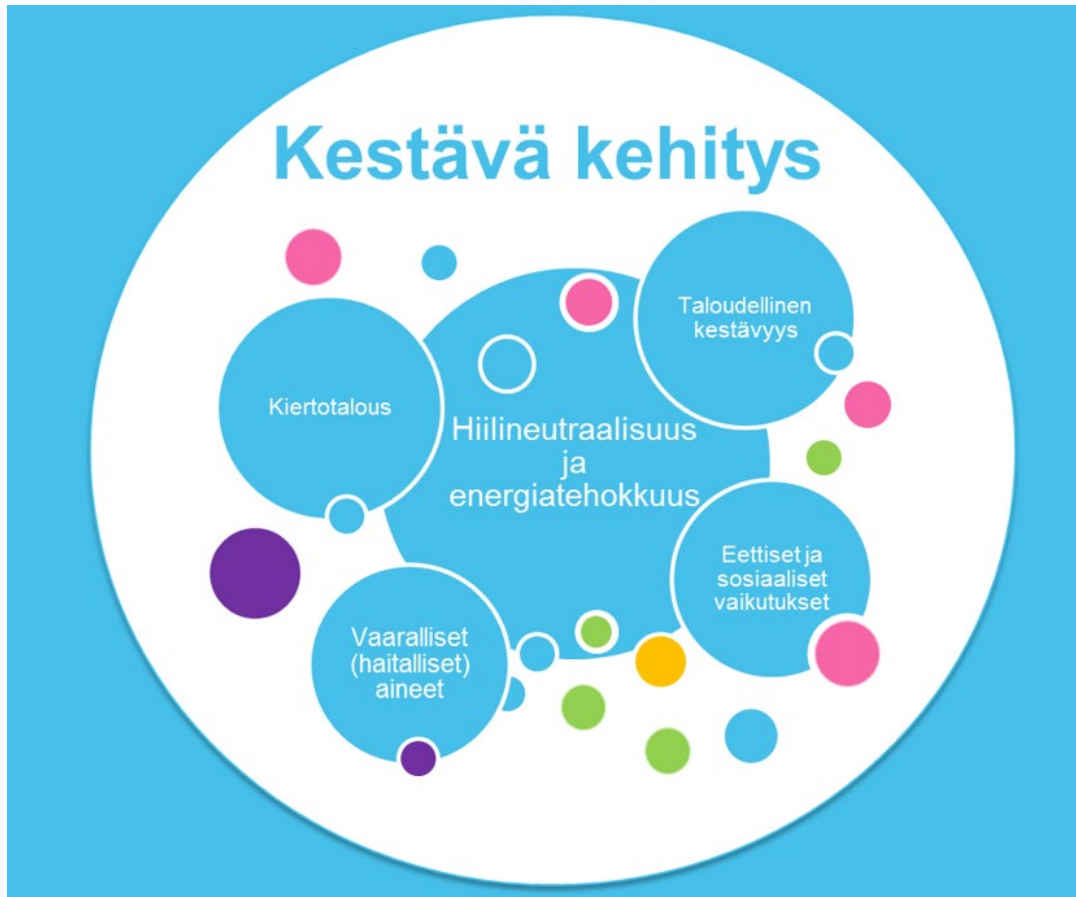 Kestävä kehitys
Taloudellinen
kestävyys
Kiertotalous
Hiilineutraalisuus
ja
energiatehokkuus
Eettiset ja
sosiaaliset
vaikutukset
Vaaralliset
(haitalliset)
aineet